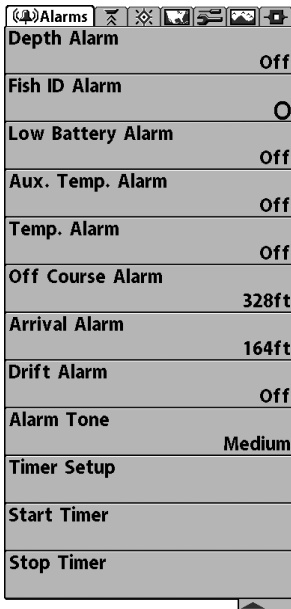 Alarms
Depth Alarm
Off
Fish ID Alarm
O
Low Battery Alarm
Off
Aux. Temp. Alarm
Off
Temp. Alarm
Off
Off Course Alarm
328ft
Arrival Alarm
164ft
Drift Alarm
Off
Alarm Tone
Medium
Timer Setup
Start Timer
Stop Timer